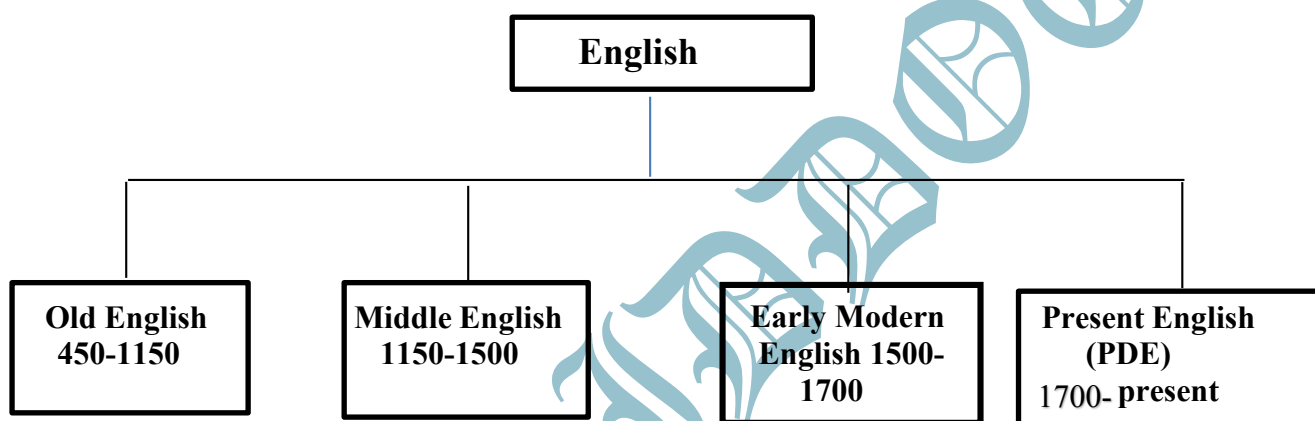 English
Old English
450-1150
Middle English
1150-1500
Early Modern
English 1500-
1700
Present English
(PDE)
1700- present